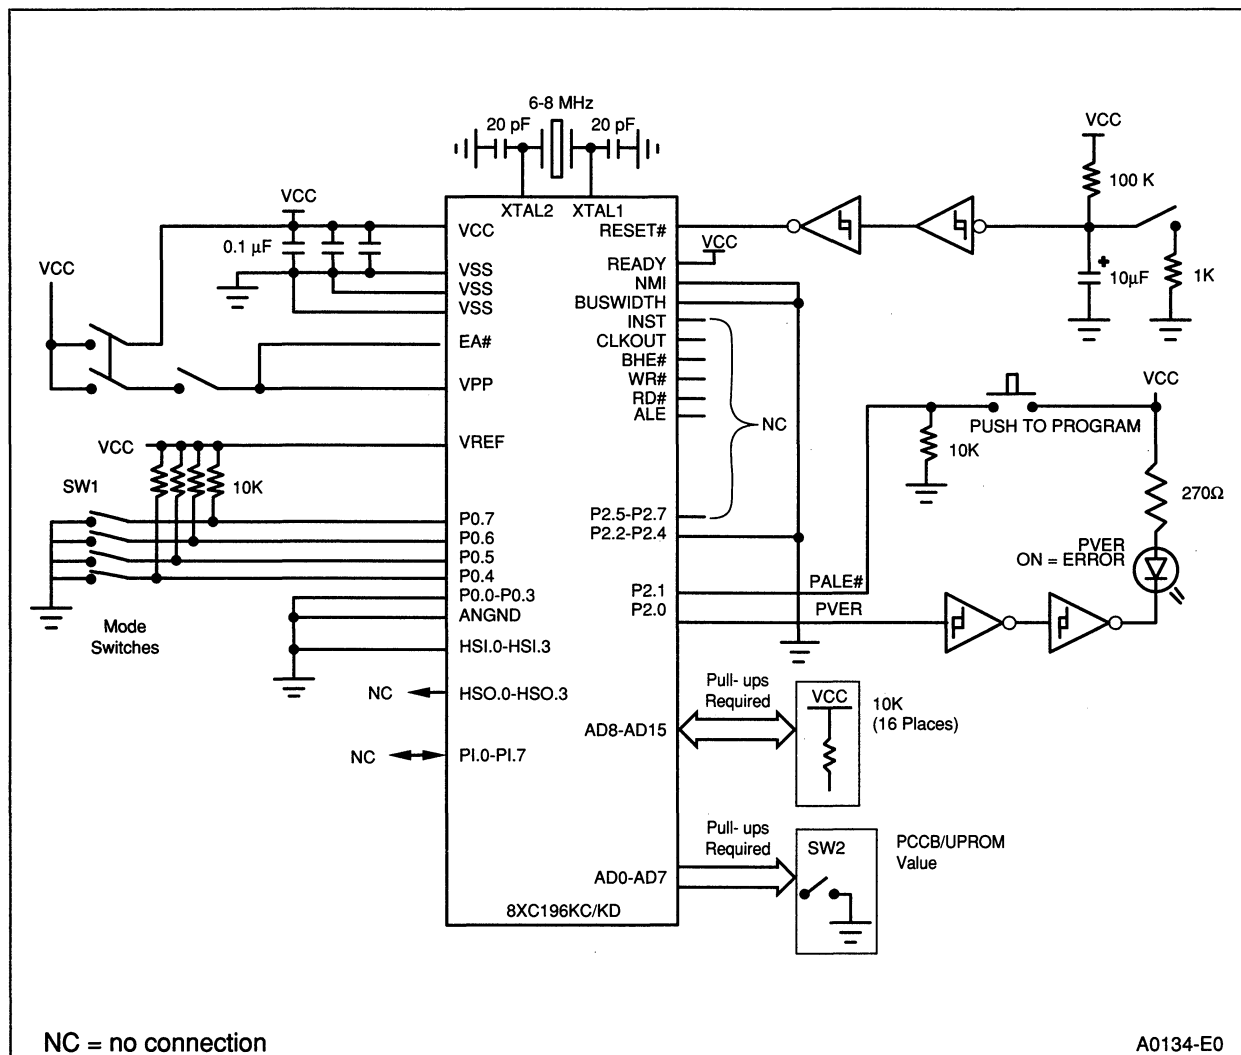 6-8 MHz
20 pF
20 pF
VCC
100 K
10µF
1K
VCC
0.1 µF
VCC
XTAL2
XTAL1
VCC
VSS
VSS
VSS
EA#
VPP
VREF
P0.7
P0.6
P0.5
P0.4
P0.0-P0.3
ANGND
HSI.0-HSI.3
HSO.0-HSO.3
PI.0-PI.7
RESET#
READY
NMI
BUSWIDTH
INST
CLKOUT
BHE#
WR#
RD#
ALE
P2.5-P2.7
P2.2-P2.4
P2.1
P2.0
AD8-AD15
AD0-AD7
8XC196KC/KD
VCC
NC
VCC
10K
SW1
Mode
Switches
NC
NC
VCC
PUSH TO PROGRAM
10K
270Ω
PVER
ON = ERROR
PALE#
PVER
Pull- ups
Required
VCC
10K
(16 Places)
Pull- ups
Required
SW2
PCCB/UPROM
Value
NC = no connection
A0134-E0